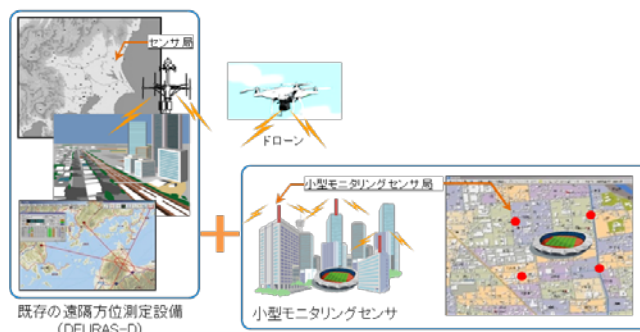 センサ局
ドローン
小型モニタリングセンサ局
小型モニタリングセンサ
既存の遠隔方位測定設備
(DEURAS-D)